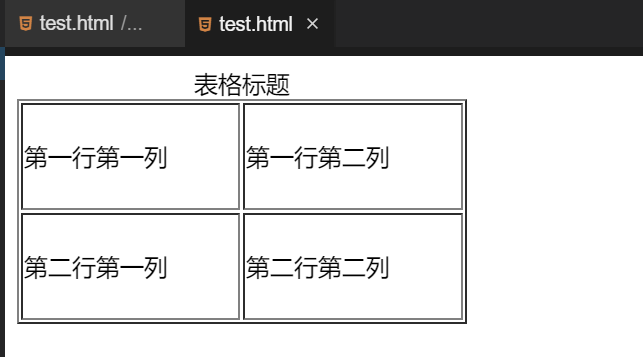 test.html /... test.html ×
表格标题
第一行第一列 第一行第二列
第二行第一列 第二行第二列